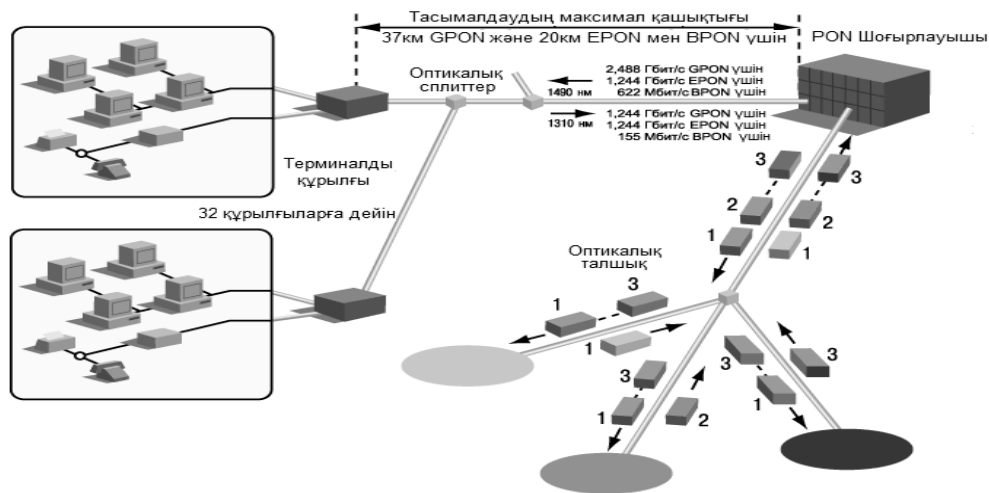 Тасымалдаудың максимал қашықтығы
37км GPON және 20км EPON мен BPON үшін
PON Шоғырлауышы
Оптикалық
сплиттер
1490 нм
2,488 Гбит/с GPON үшін
1,244 Гбит/с EPON үшін
622 Мбит/с BPON үшін
1310 нм
1,244 Гбит/с GPON үшін
1,244 Гбит/с EPON үшін
155 Мбит/с BPON үшін
Терминалды
құрылғы
32 құрылғыларға дейін
Оптикалық
талшық
3
3
2
2
1
1
3
1
1
3
1
2
3
3
1